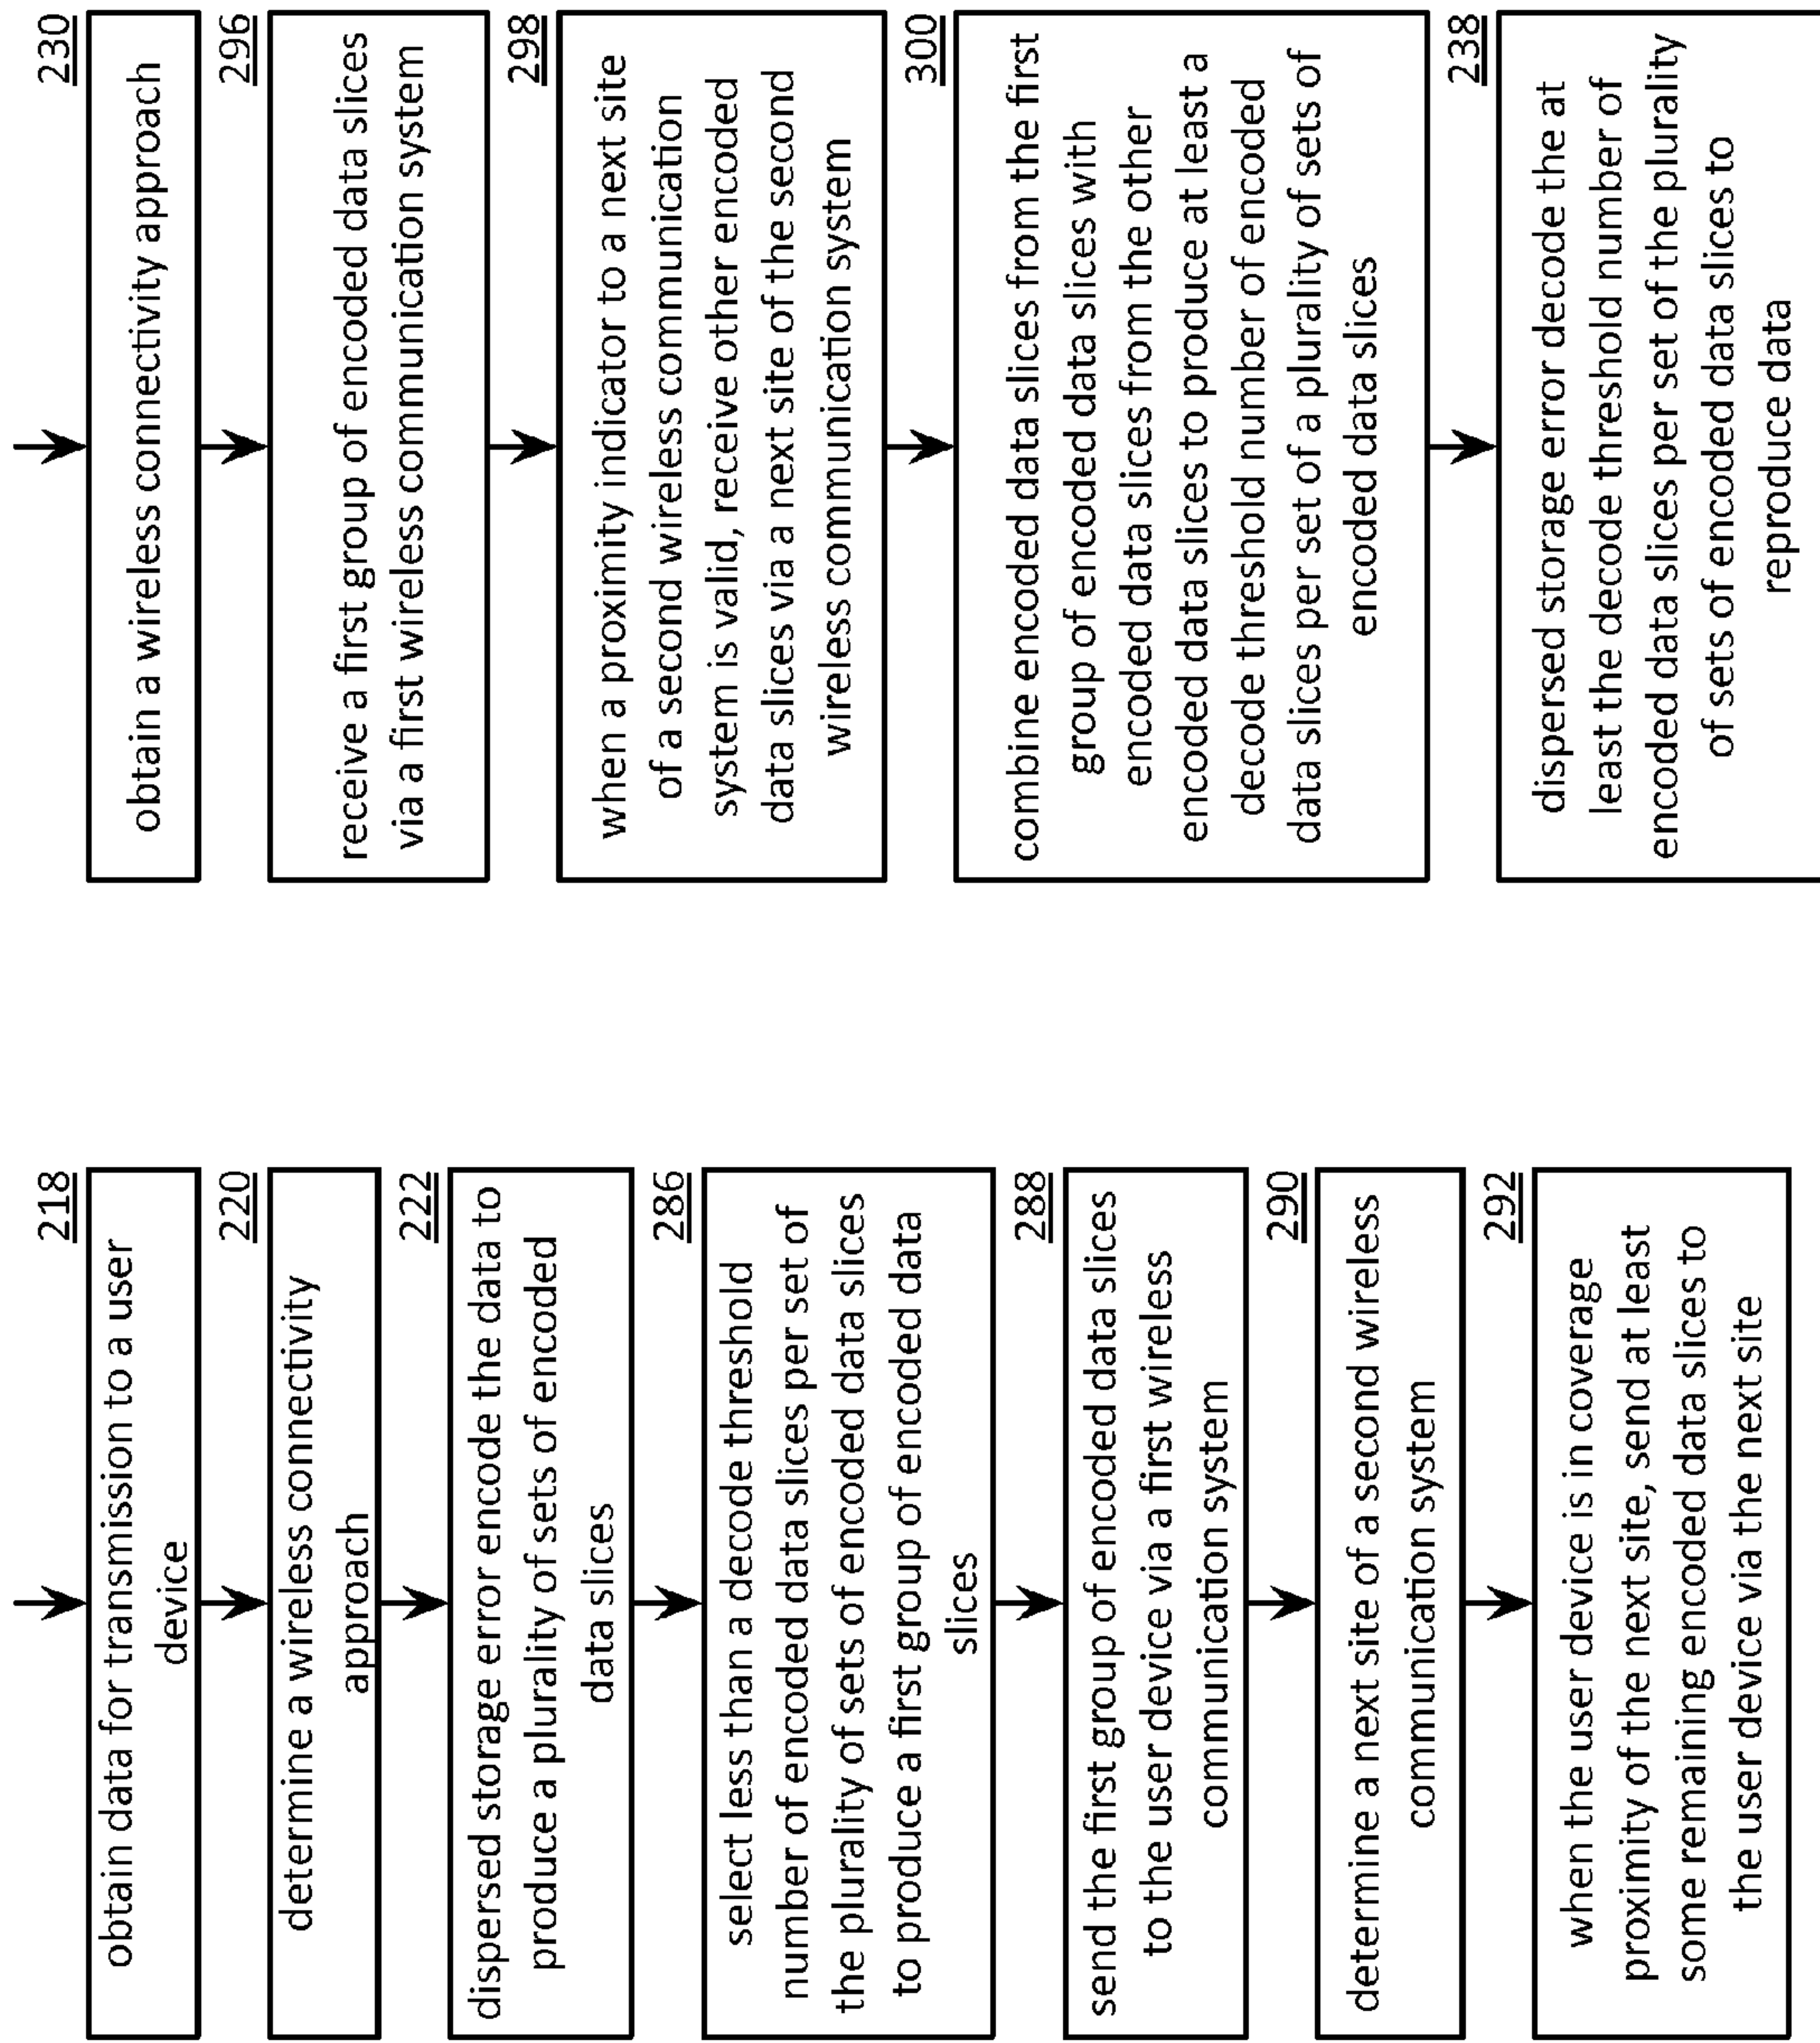 218
obtain data for transmission to a user
device
220
determine a wireless connectivity
approach
222
dispersed storage error encode the data to
produce a plurality of sets of encoded
data slices
286
select less than a decode threshold
number of encoded data slices per set of
the plurality of sets of encoded data slices
to produce a first group of encoded data
slices
288
send the first group of encoded data slices
to the user device via a first wireless
communication system
290
determine a next site of a second wireless
communication system
292
when the user device is in coverage
proximity of the next site, send at least
some remaining encoded data slices to
the user device via the next site
230
obtain a wireless connectivity approach
296
receive a first group of encoded data slices
via a first wireless communication system
298
when a proximity indicator to a next site
of a second wireless communication
system is valid, receive other encoded
data slices via a next site of the second
wireless communication system
300
combine encoded data slices from the first
group of encoded data slices with
encoded data slices from the other
encoded data slices to produce at least a
decode threshold number of encoded
data slices per set of a plurality of sets of
encoded data slices
238
dispersed storage error decode the at
least the decode threshold number of
encoded data slices per set of the plurality
of sets of encoded data slices to
reproduce data